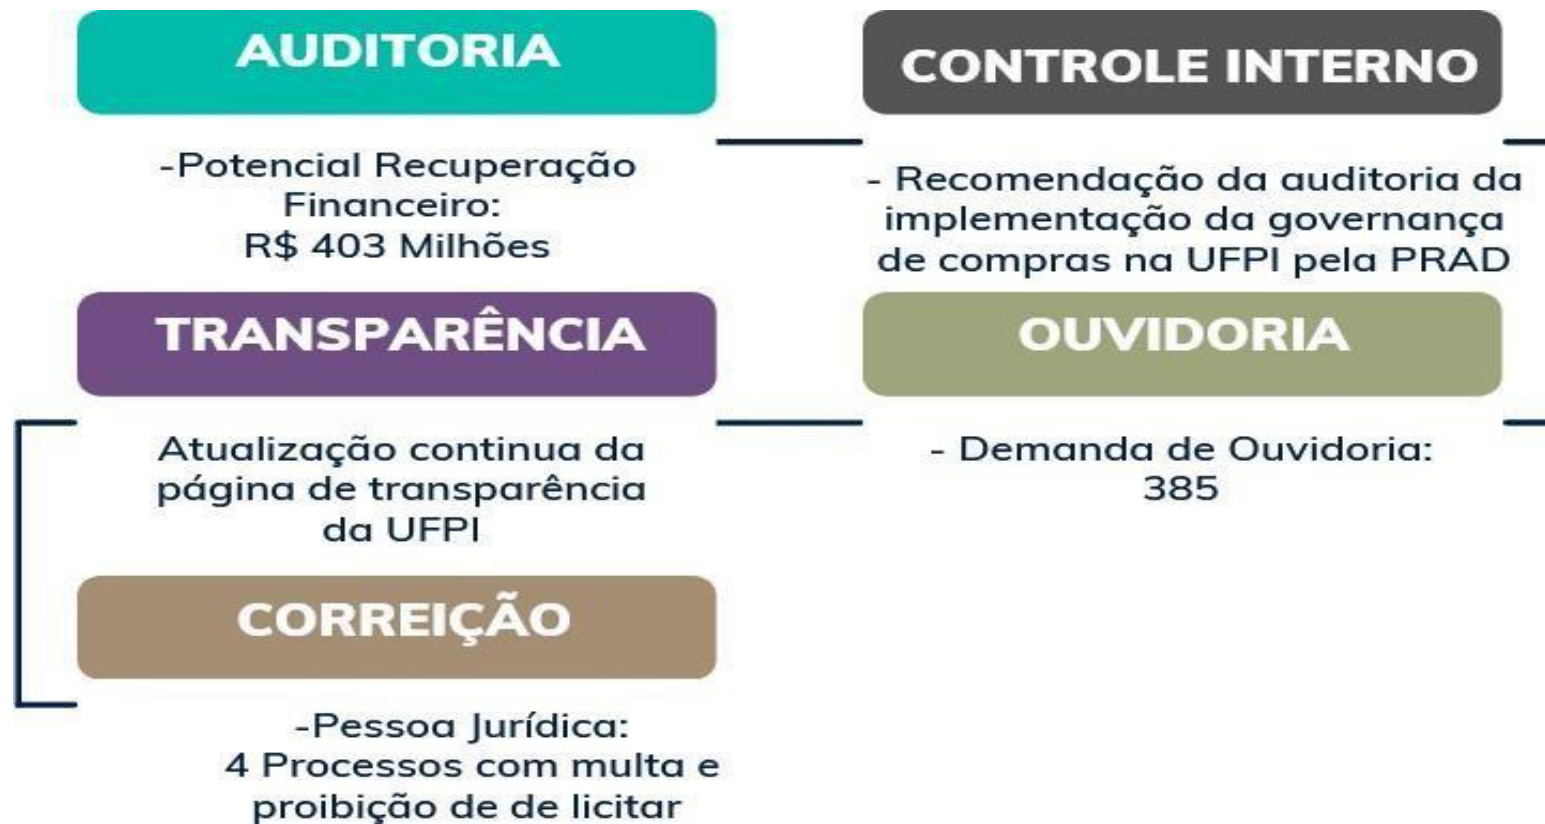 AUDITORIA
-Potencial Recuperação
Financeiro:
R$ 403 Milhões
CONTROLE INTERNO
- Recomendação da auditoria da
implementação da governança
de compras na UFPI pela PRAD
TRANSPARÊNCIA
Atualização continua da
página de transparência
da UFPI
OUVIDORIA
- Demanda de Ouvidoria:
385
CORREIÇÃO
-Pessoa Jurídica:
4 Processos com multa e
proibição de de licitar